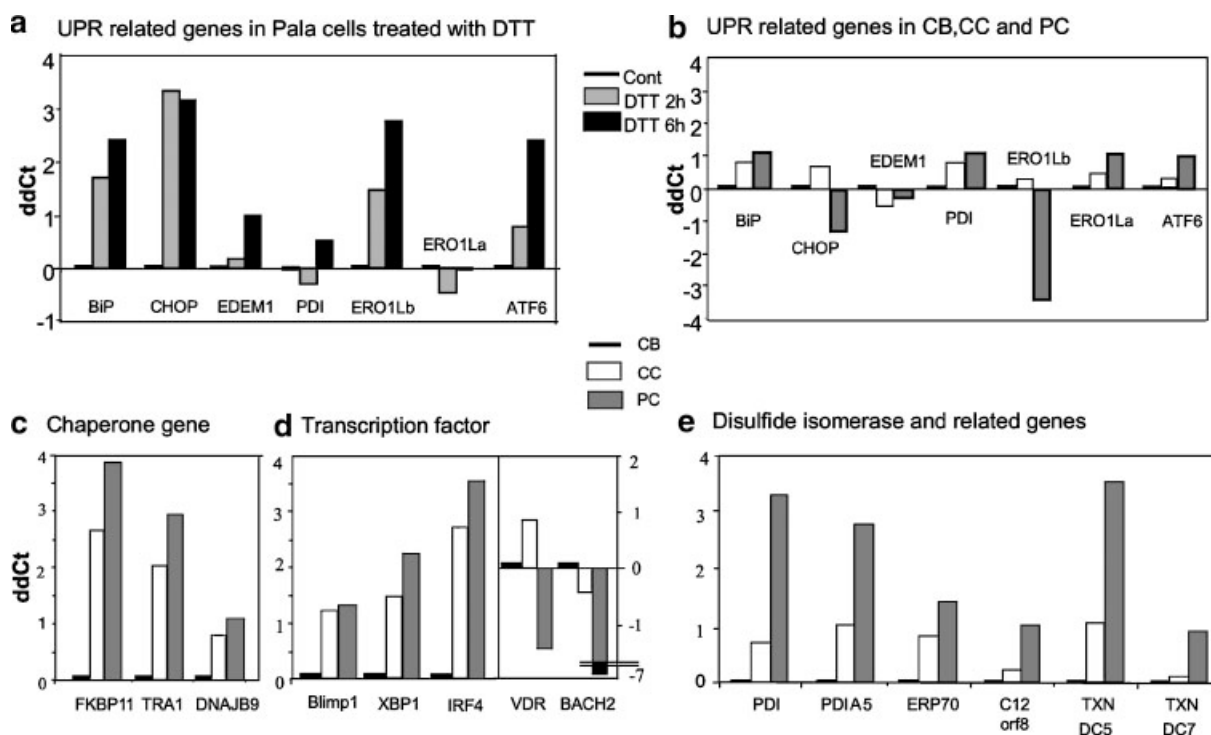 a UPR related genes in Pala cells treated with DTT
ddCt
4
3
2
1
0
-1
BiP CHOP EDEM1 PDI ERO1Lb ERO1La ATF6
Cont
DTT 2h
DTT 6h
b UPR related genes in CB,CC and PC
ddCt
4
3
2
1
0
-1
-2
-3
-4
BiP CHOP EDEM1 PDI ERO1Lb ERO1La ATF6
CB
CC
PC
c Chaperone gene
ddCt
4
3
2
1
0
FKBP11 TRA1 DNAJB9
d Transcription factor
4
3
2
1
0
2
1
0
-1
-7
Blimp1 XBP1 IRF4 VDR BACH2
e Disulfide isomerase and related genes
4
3
2
1
0
PDI PDIA5 ERP70 C12 TXN TXN
orf8 DC5 DC7